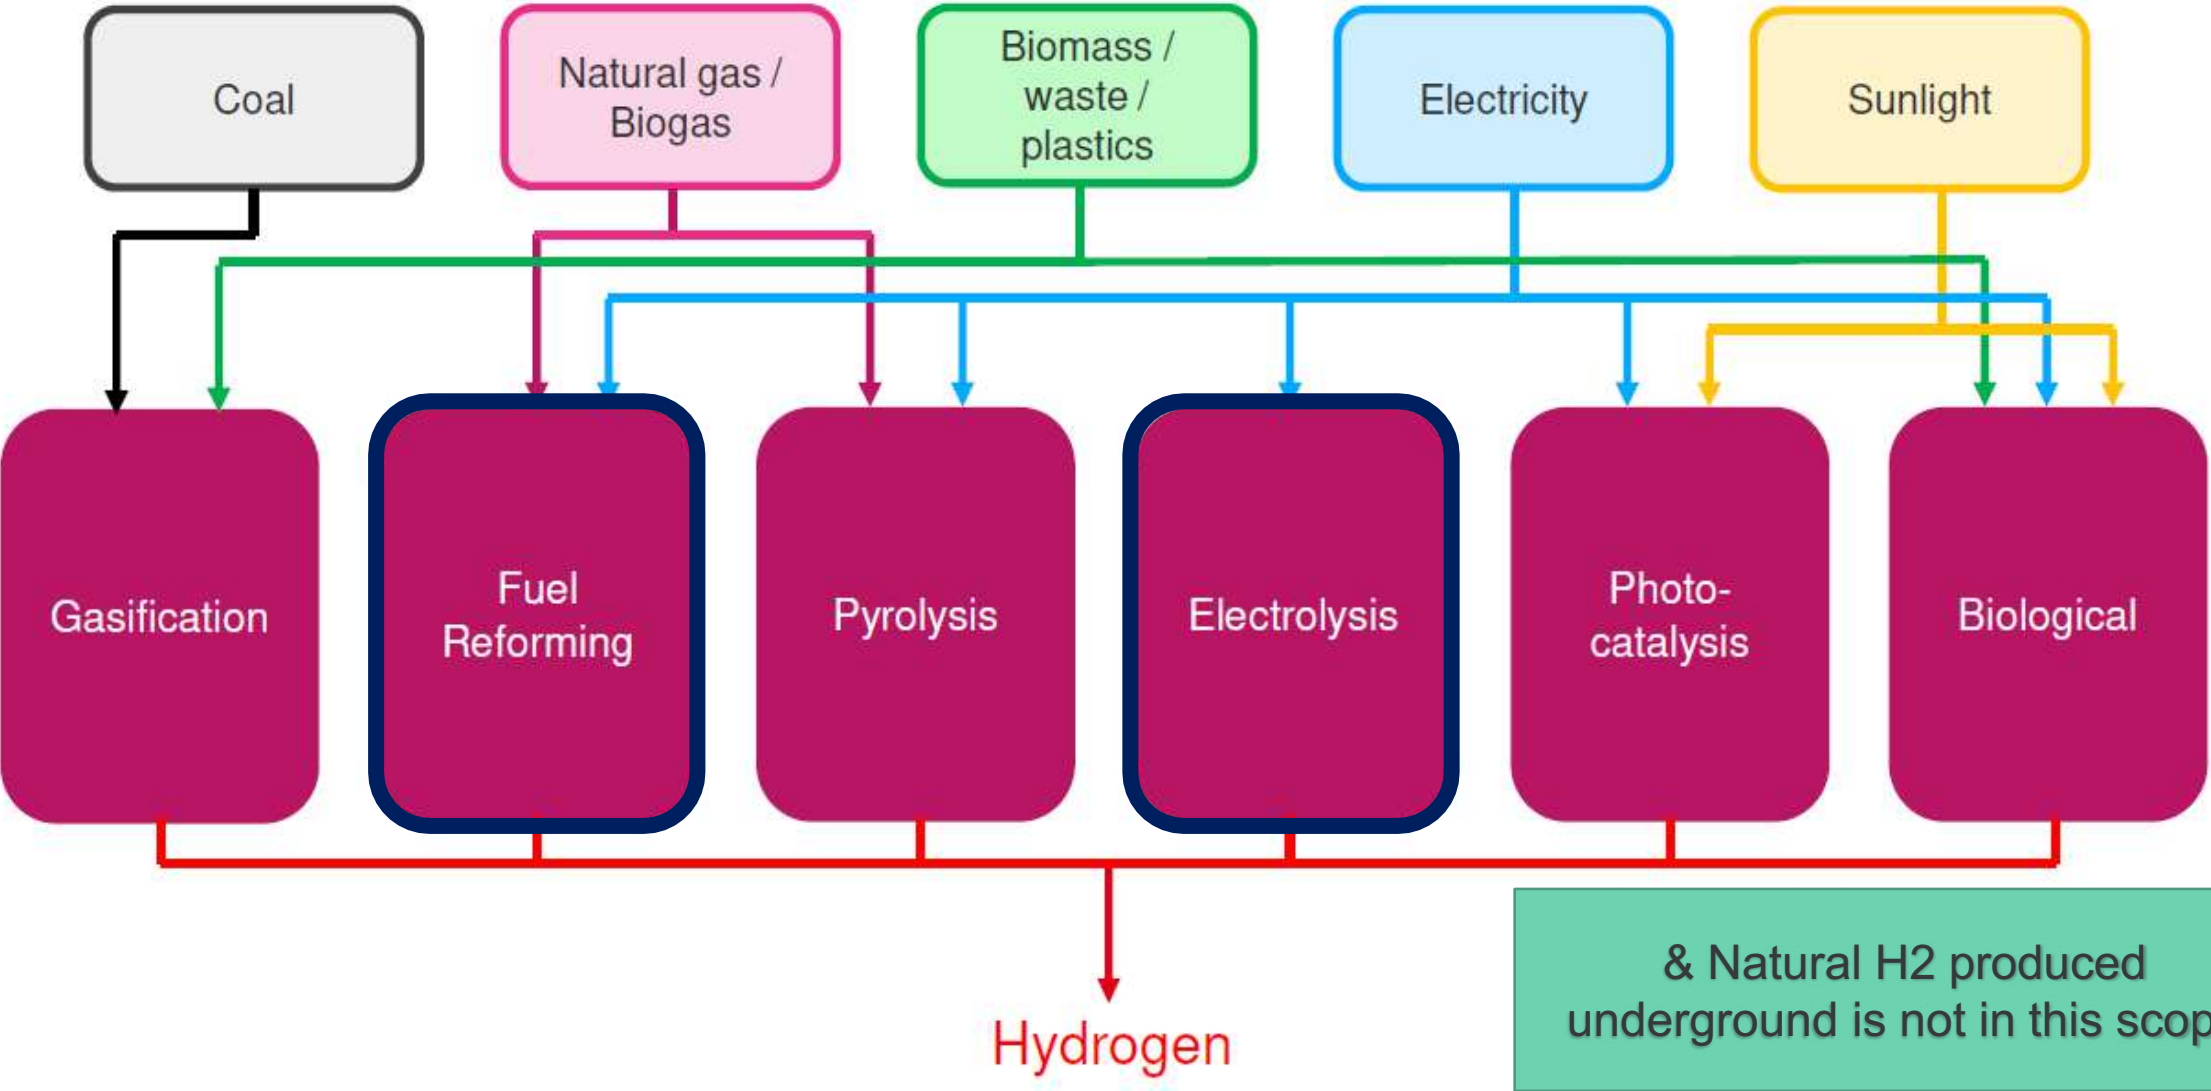 Coal
Natural gas /
Biogas
Biomass /
waste /
plastics
Electricity
Sunlight
Gasification
Fuel
Reforming
Pyrolysis
Electrolysis
Photo-
catalysis
Biological
& Natural H2 produced
underground is not in this scop
Hydrogen